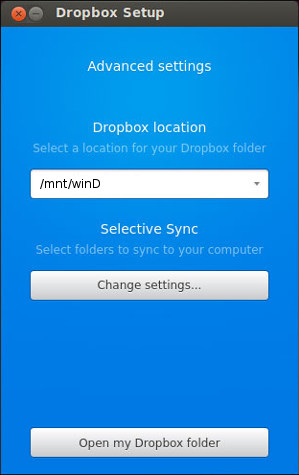 Dropbox Setup
Advanced settings
Dropbox location
Select a location for your Dropbox folder
/mnt/winD
Selective Sync
Select folders to sync to your computer
Change settings...
Open my Dropbox folder